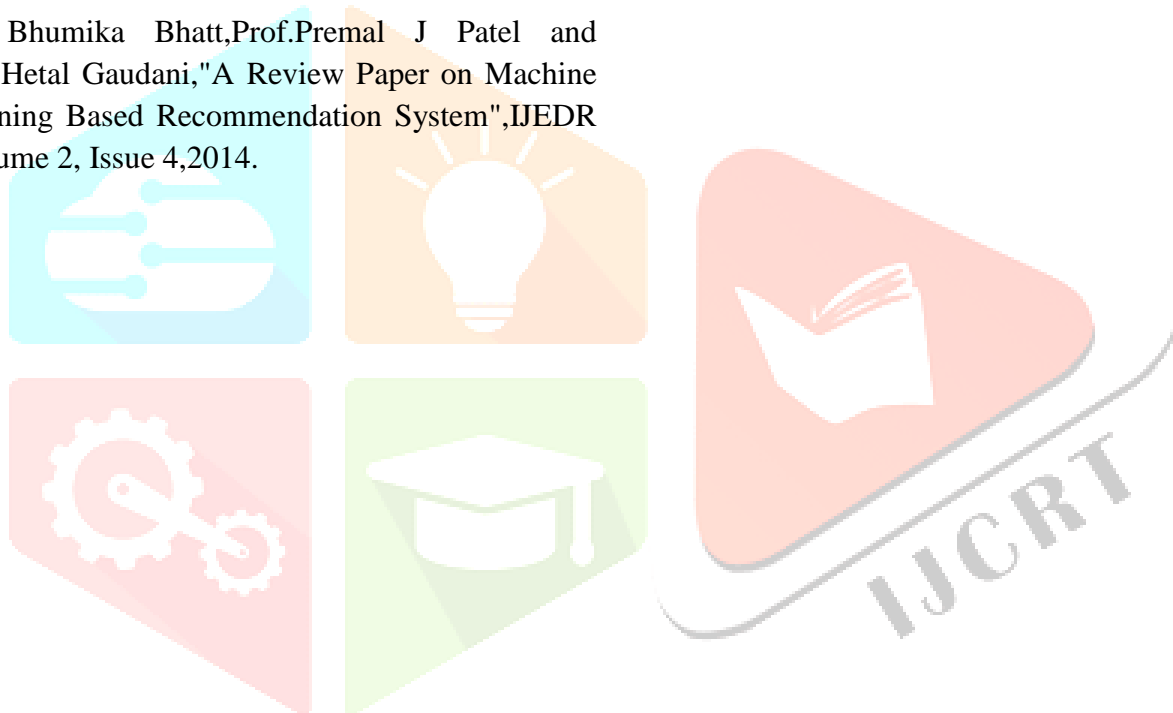 Bhumika Bhatt,Prof.Premal J Patel and
Hetal Gaudani,"A Review Paper on Machine
ning Based Recommendation System",IJEDR
ume 2, Issue 4,2014.
IJCRT